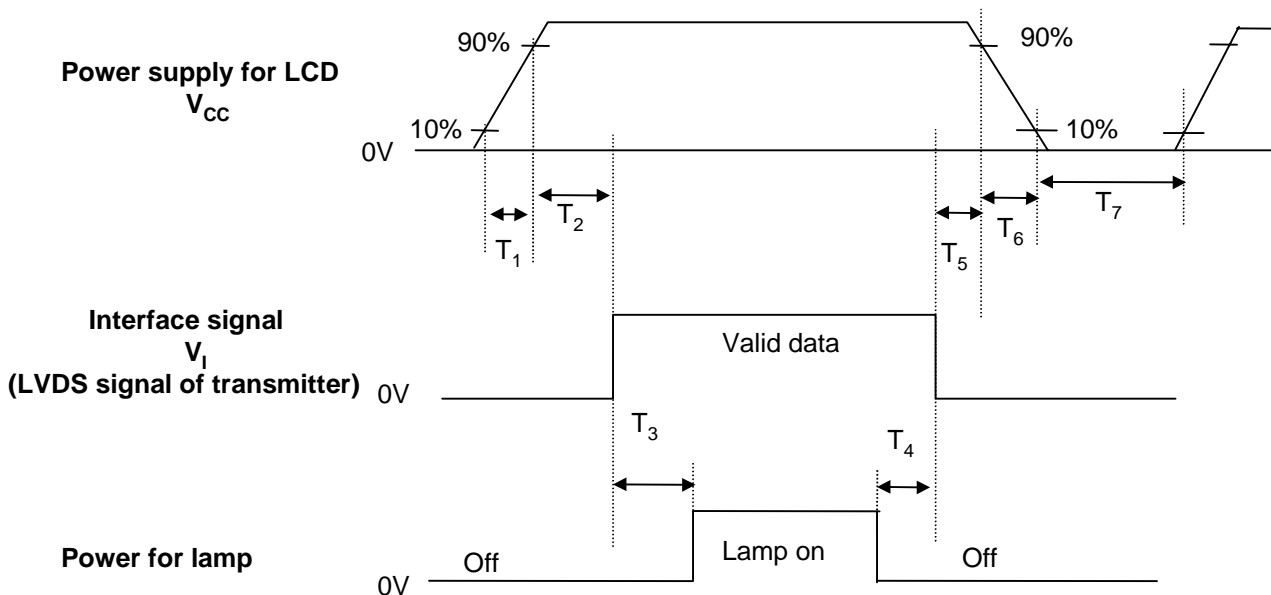 90%
90%
Power supply for LCD
VCC
10%
10%
0V
T1
T2
T5
T6
T7
Interface signal
VI
(LVDS signal of transmitter)
Valid data
0V
T3
T4
Power for lamp
Off
Lamp on
Off
0V